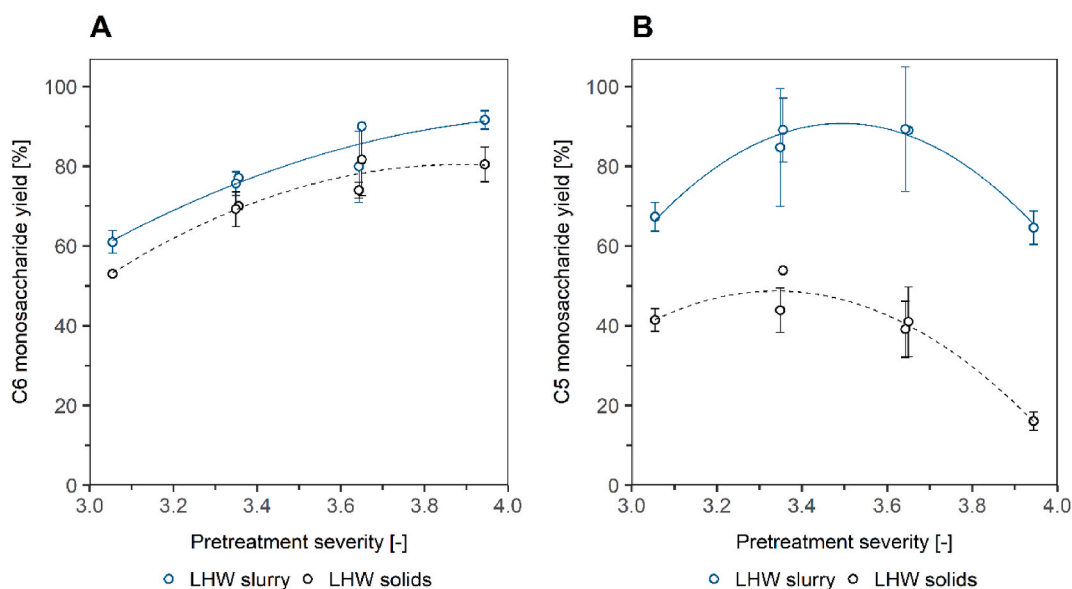 A
C6 monosaccharide yield [%]
100
80
60
40
20
0
3.0 3.2 3.4 3.6 3.8 4.0
Pretreatment severity [-]
LHW slurry LHW solids
B
C5 monosaccharide yield [%]
100
80
60
40
20
0
3.0 3.2 3.4 3.6 3.8 4.0
Pretreatment severity [-]
LHW slurry LHW solids